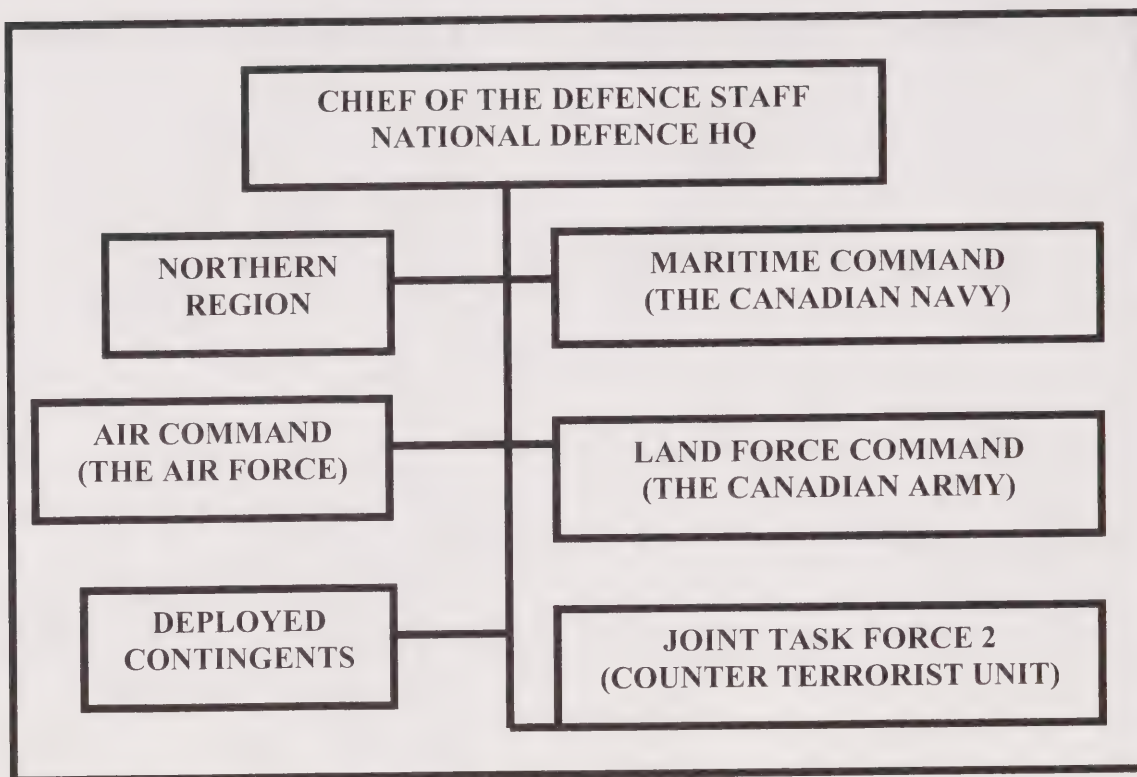 CHIEF OF THE DEFENCE STAFF
NATIONAL DEFENCE HQ
NORTHERN
REGION
MARITIME COMMAND
(THE CANADIAN NAVY)
AIR COMMAND
(THE AIR FORCE)
LAND FORCE COMMAND
(THE CANADIAN ARMY)
DEPLOYED
CONTINGENTS
JOINT TASK FORCE 2
(COUNTER TERRORIST UNIT)